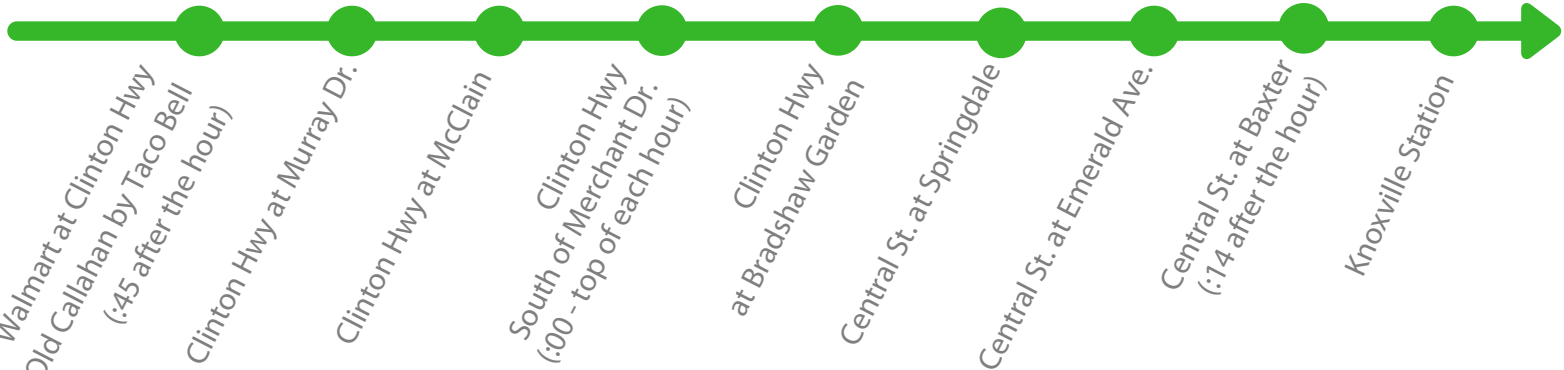 Walmart at Clinton Hwy
Old Callahan by Taco Bell
(:45 after the hour)
Clinton Hwy at Murray Dr.
Clinton Hwy at McClain
Clinton Hwy
South of Merchant Dr.
(:00 - top of each hour)
Clinton Hwy
at Bradshaw Garden
Central St. at Springdale
Central St. at Emerald Ave.
Central St. at Baxter
(:14 after the hour)
Knoxville Station